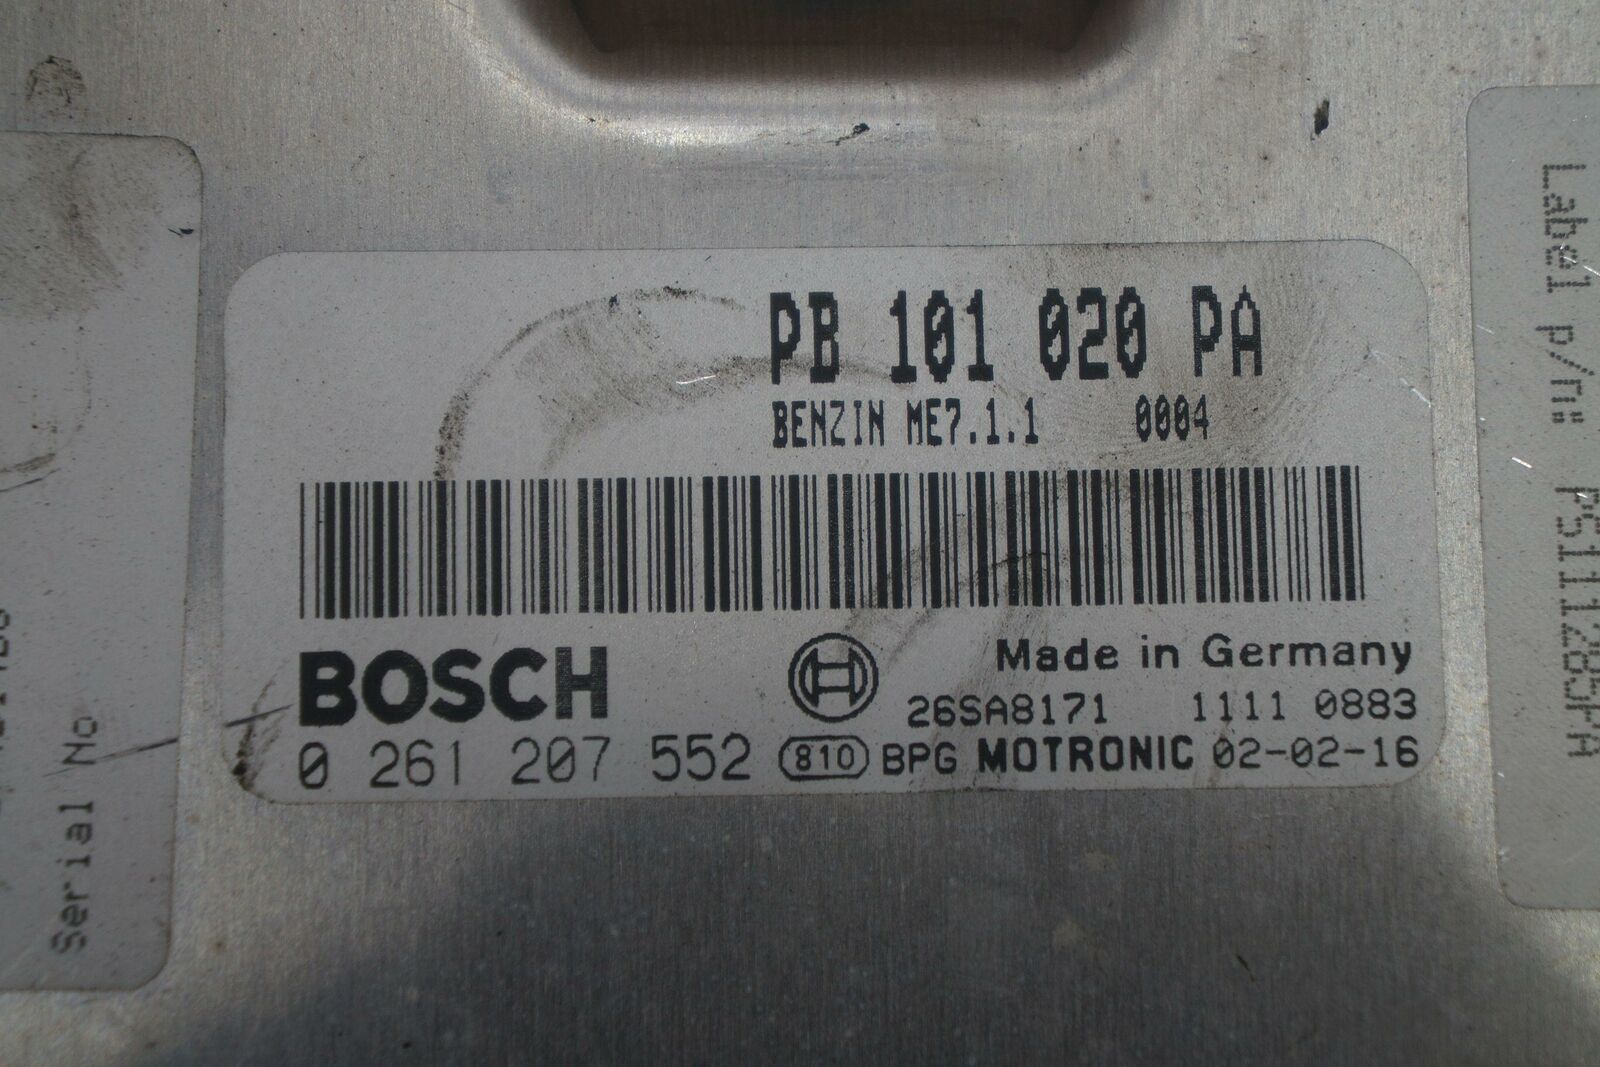 PB 101 020 PA
BENZIN ME7.1.1 0004
BOSCH
Made in Germany
26SA8171 1111 0883
0 261 207 552 810 BPG MOTRONIC 02-02-16
Serial No
Label p/n: PS11128JPA